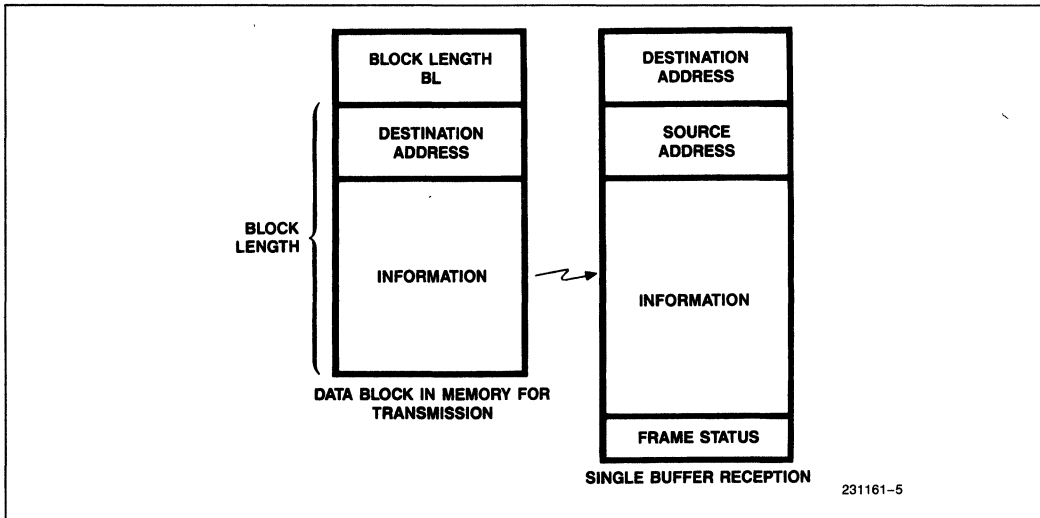 BLOCK LENGTH
BL
DESTINATION
ADDRESS
BLOCK
LENGTH
INFORMATION
DATA BLOCK IN MEMORY FOR
TRANSMISSION
DESTINATION
ADDRESS
SOURCE
ADDRESS
INFORMATION
FRAME STATUS
SINGLE BUFFER RECEPTION
231161-5